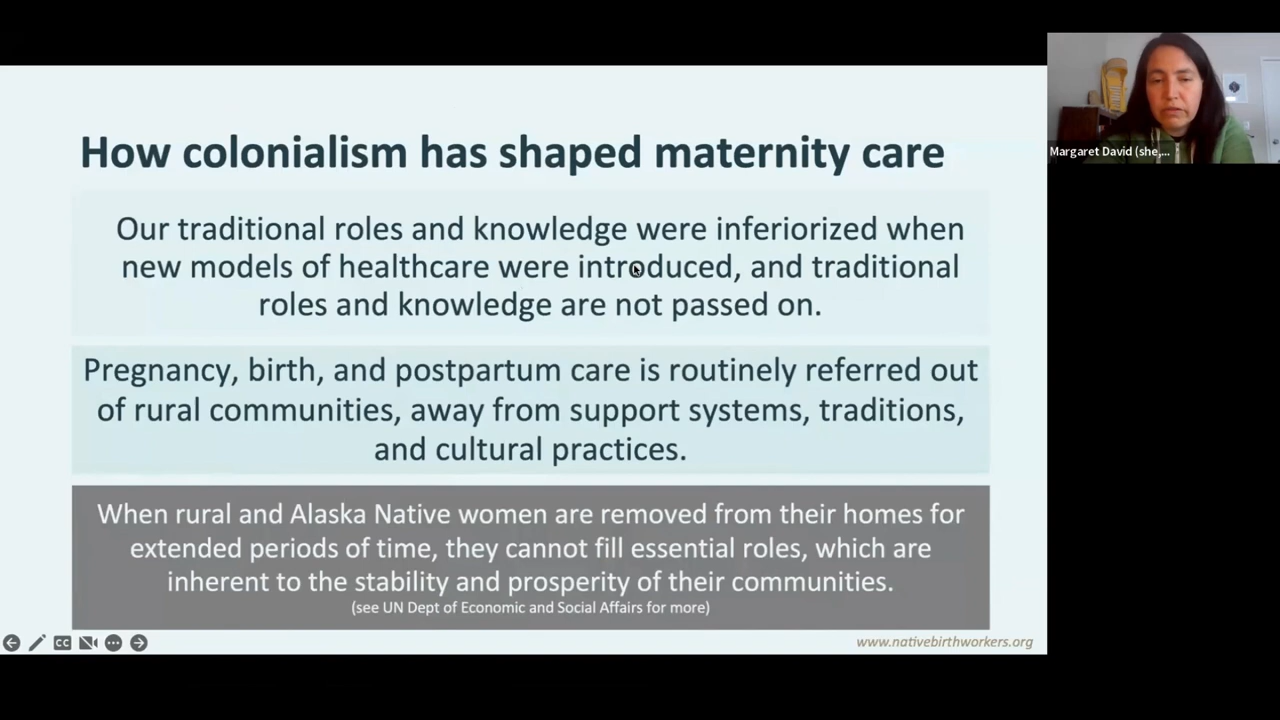 How colonialism has shaped maternity care
Our traditional roles and knowledge were inferiorized when
new models of healthcare were introduced, and traditional
roles and knowledge are not passed on.
Pregnancy, birth, and postpartum care is routinely referred out
of rural communities, away from support systems, traditions,
and cultural practices.
When rural and Alaska Native women are removed from their homes for
extended periods of time, they cannot fill essential roles, which are
inherent to the stability and prosperity of their communities.
(see UN Dept of Economic and Social Affairs for more)
CC
www.nativebirthworkers.org
Margaret David (she,...